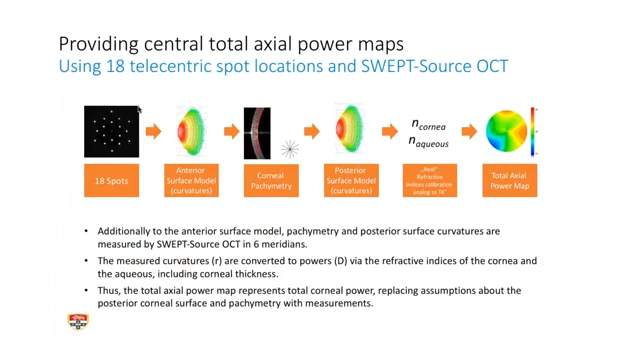 Providing central total axial power maps
Using 18 telecentric spot locations and SWEPT-Source OCT
n cornea
n aqueous
18 Spots
Anterior
Surface Model
(curvatures)
Corneal
Pachymetry
Posterior
Surface Model
(curvatures)
„Real"
Refractive
indices calibration
analog to TK"
Total Axial
Power Map
• Additionally to the anterior surface model, pachymetry and posterior surface curvatures are
measured by SWEPT-Source OCT in 6 meridians.
• The measured curvatures (r) are converted to powers (D) via the refractive indices of the cornea and
the aqueous, including corneal thickness.
• Thus, the total axial power map represents total corneal power, replacing assumptions about the
posterior corneal surface and pachymetry with measurements.